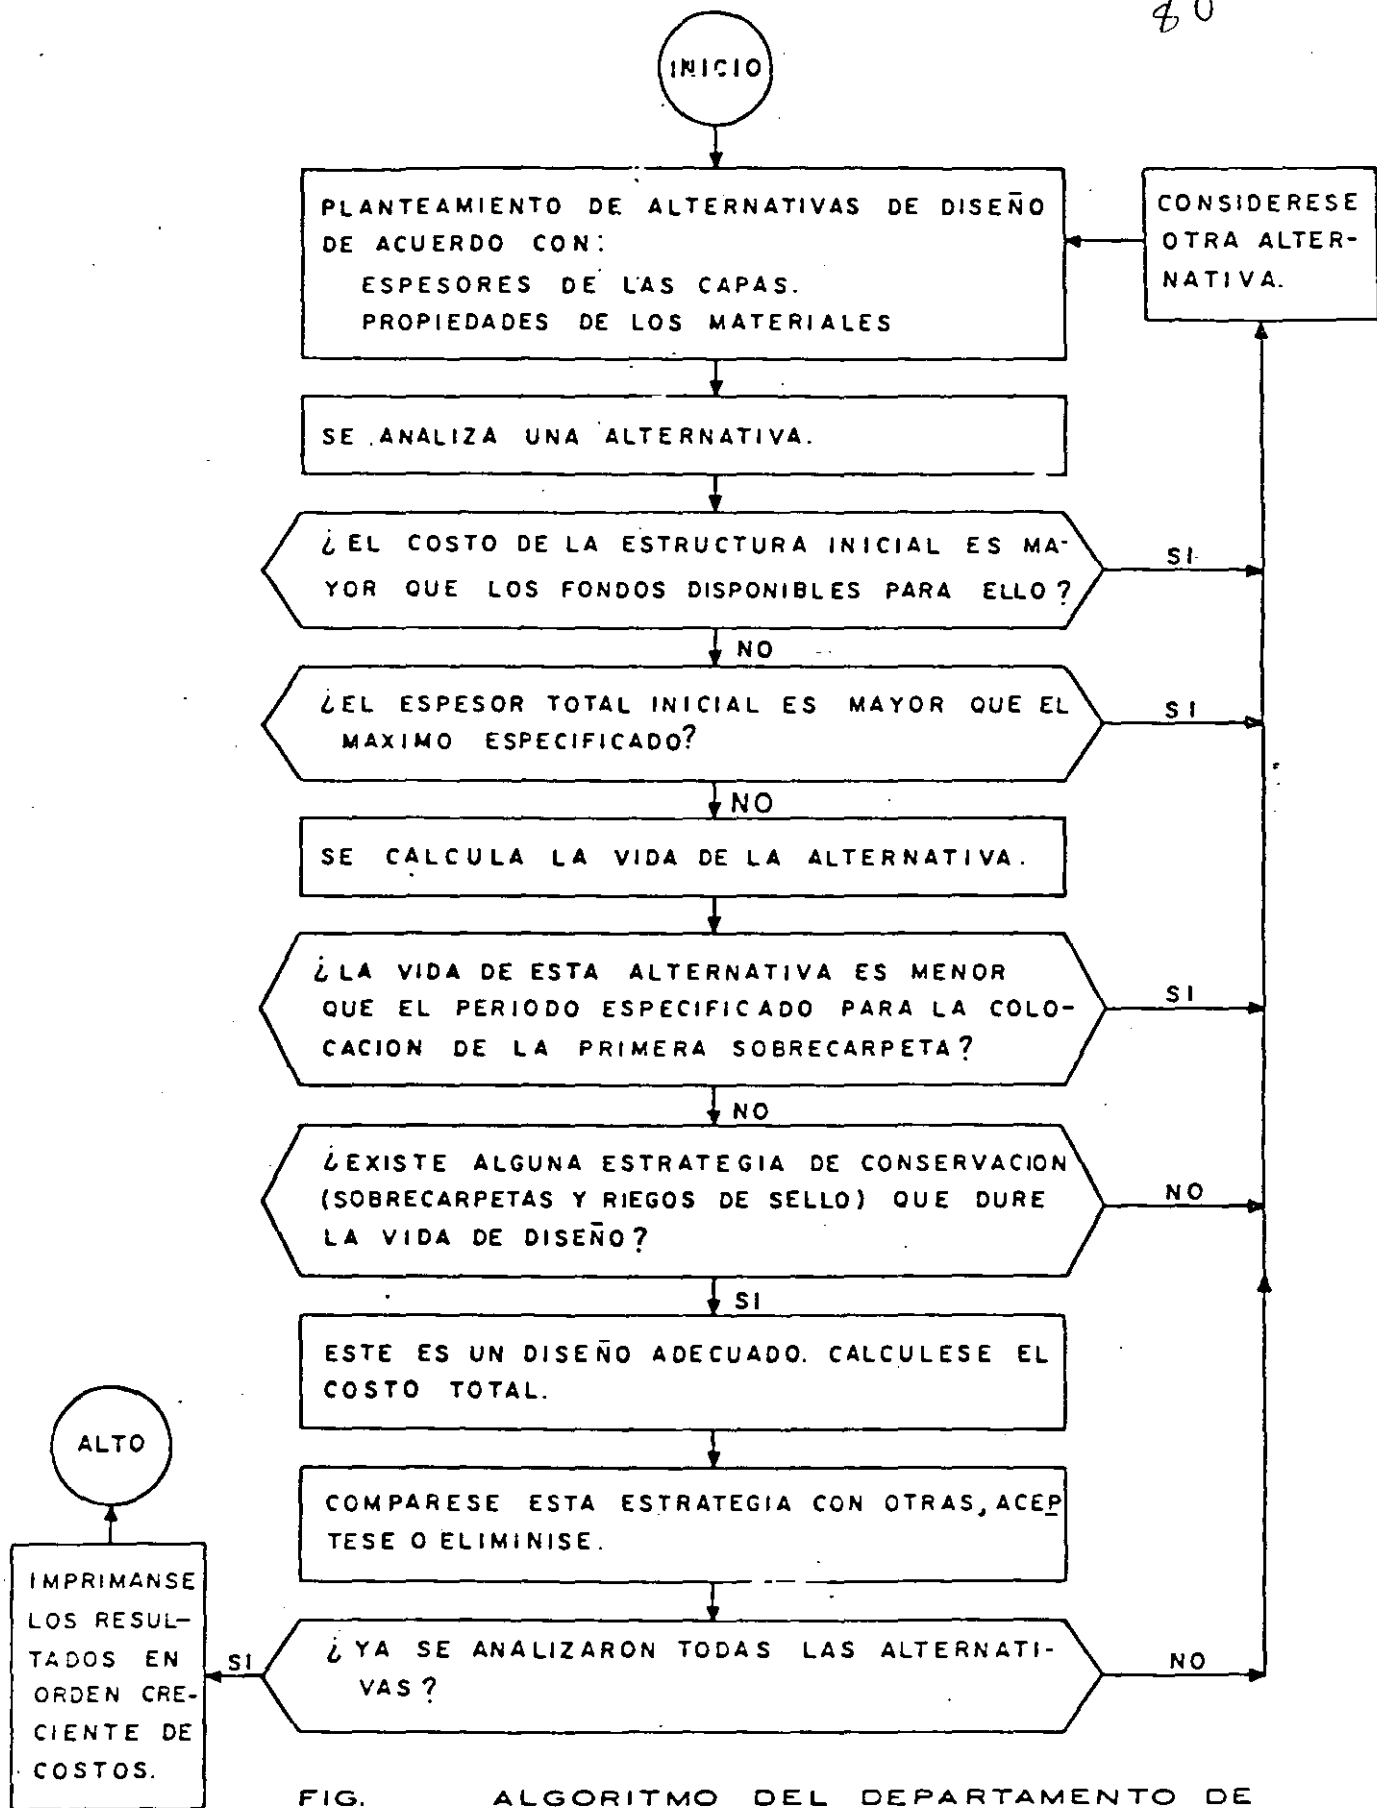 80
INICIO
PLANTEAMIENTO DE ALTERNATIVAS DE DISEÑO
DE ACUERDO CON:
ESPESORES DE LAS CAPAS.
PROPIEDADES DE LOS MATERIALES
CONSIDERESE
OTRA ALTER-
NATIVA.
SE ANALIZA UNA ALTERNATIVA.
¿EL COSTO DE LA ESTRUCTURA INICIAL ES MA-
YOR QUE LOS FONDOS DISPONIBLES PARA ELLO?
SI
NO
¿EL ESPESOR TOTAL INICIAL ES MAYOR QUE EL
MAXIMO ESPECIFICADO?
SI
NO
SE CALCULA LA VIDA DE LA ALTERNATIVA.
¿LA VIDA DE ESTA ALTERNATIVA ES MENOR
QUE EL PERIODO ESPECIFICADO PARA LA COLO-
CACION DE LA PRIMERA SOBRECARPETA?
SI
NO
¿EXISTE ALGUNA ESTRATEGIA DE CONSERVACION
(SOBRECARPETAS Y RIEGOS DE SELLO) QUE DURE
LA VIDA DE DISEÑO?
NO
SI
ESTE ES UN DISEÑO ADECUADO. CALCULESE EL
COSTO TOTAL.
COMPARESE ESTA ESTRATEGIA CON OTRAS, ACEP
TESE O ELIMINISE.
¿YA SE ANALIZARON TODAS LAS ALTERNATI-
VAS?
NO
SI
ALTO
IMPRIMANSE
LOS RESUL-
TADOS EN
ORDEN CRE-
CIENTE DE
COSTOS.
FIG. ALGORITMO DEL DEPARTAMENTO DE